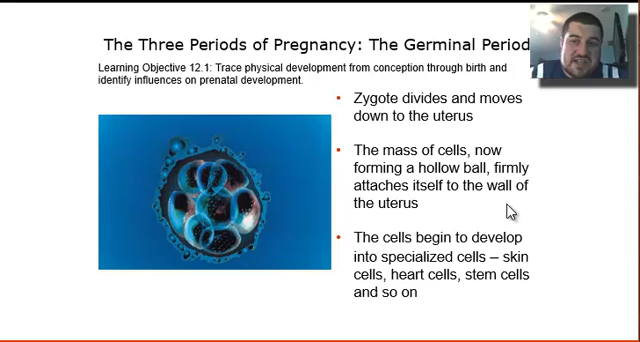 The Three Periods of Pregnancy: The Germinal Period
Learning Objective 12.1: Trace physical development from conception through birth and
identify influences on prenatal development.
• Zygote divides and moves
down to the uterus
• The mass of cells, now
forming a hollow ball, firmly
attaches itself to the wall of
the uterus
• The cells begin to develop
into specialized cells – skin
cells, heart cells, stem cells
and so on